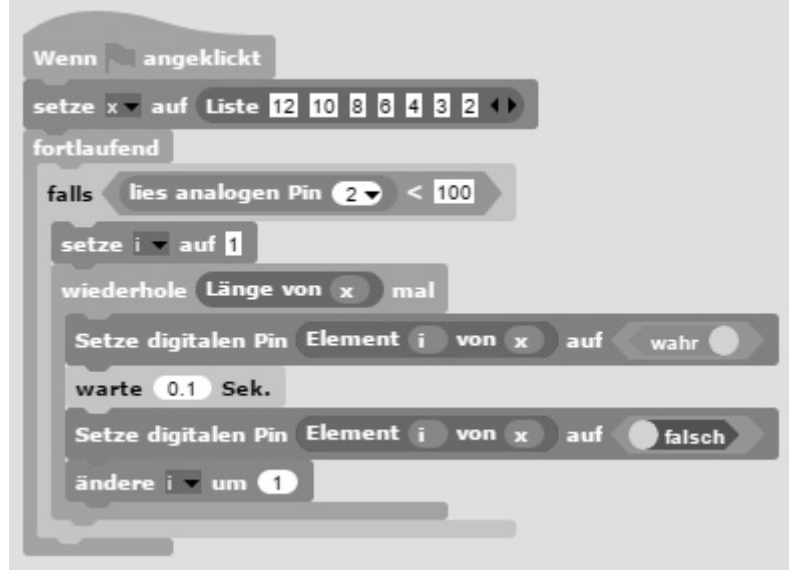 Wenn angeklickt
setze x auf Liste 12 10 8 6 4 3 2
fortlaufend
falls lies analogen Pin 2 < 100
setze i auf 1
wiederhole Länge von x mal
Setze digitalen Pin Element i von x auf wahr
warte 0.1 Sek.
Setze digitalen Pin Element i von x auf falsch
ändere i um 1